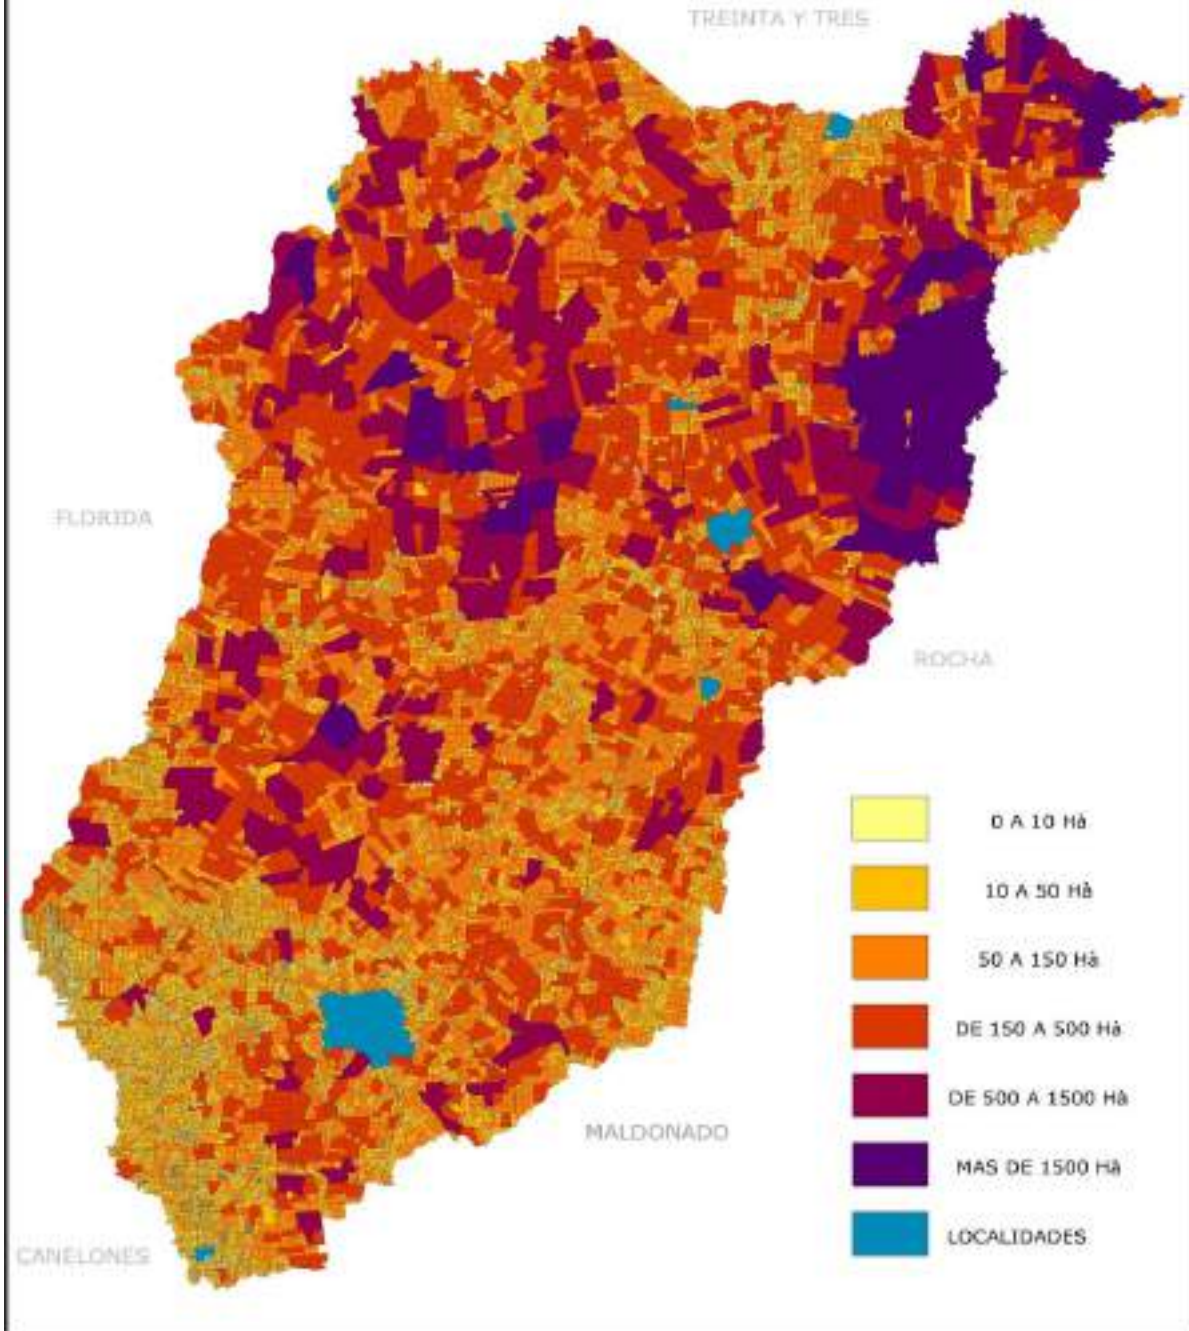 TREINTA Y TRES
FLORIDA
ROCHA
0 A 10 Hà
10 A 50 Hà
50 A 150 Hà
DE 150 A 500 Hà
DE 500 A 1500 Hà
MALDONADO
MAS DE 1500 Hà
LOCALIDADES
CANELONES